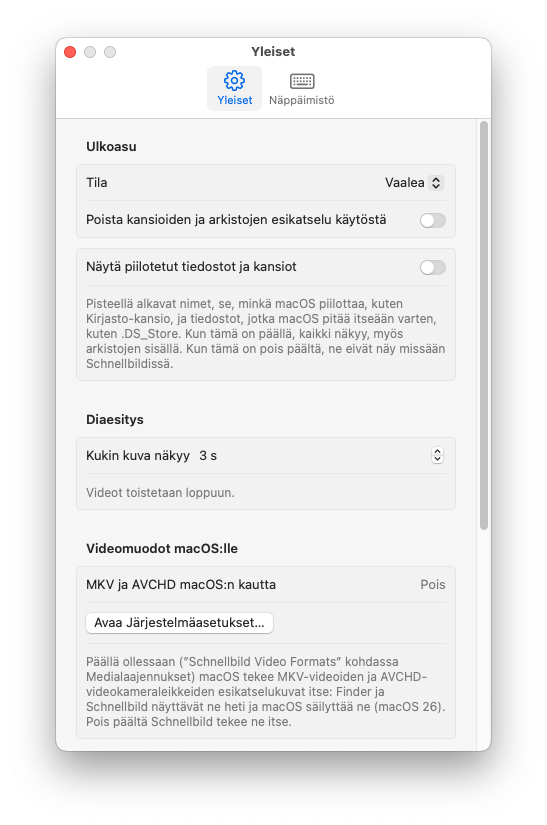 Yleiset
Yleiset
Näppäimistö
Ulkoasu
Tila
Vaalea
Poista kansioiden ja arkistojen esikatselu käytöstä
Näytä piilotetut tiedostot ja kansiot
Pisteellä alkavat nimet, se, minkä macOS piilottaa, kuten
Kirjasto-kansio, ja tiedostot, jotka macOS pitää itseään varten,
kuten .DS_Store. Kun tämä on päällä, kaikki näkyy, myös
arkistojen sisällä. Kun tämä on pois päältä, ne eivät näy missään
Schnellbildissä.
Diaesitys
Kukin kuva näkyy 3 s
Videot toistetaan loppuun.
Videomuodot macOS:lle
MKV ja AVCHD macOS:n kautta
Pois
Avaa Järjestelmäasetukset...
Päällä ollessaan (”Schnellbild Video Formats” kohdassa
Medialaajennukset) macOS tekee MKV-videoiden ja AVCHD-
videokameraleikkeiden esikatselukuvat itse: Finder ja
Schnellbild näyttävät ne heti ja macOS säilyttää ne (macOS 26).
Pois päältä Schnellbild tekee ne itse.